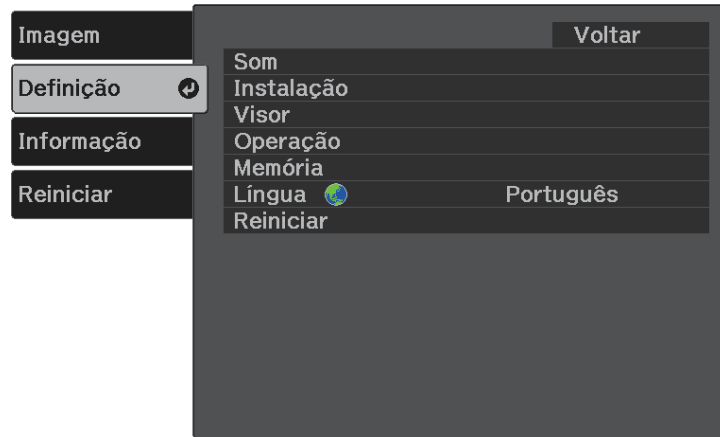 Imagem
Definição
Informação
Reiniciar
Voltar
Som
Instalação
Visor
Operação
Memória
Língua Português
Reiniciar